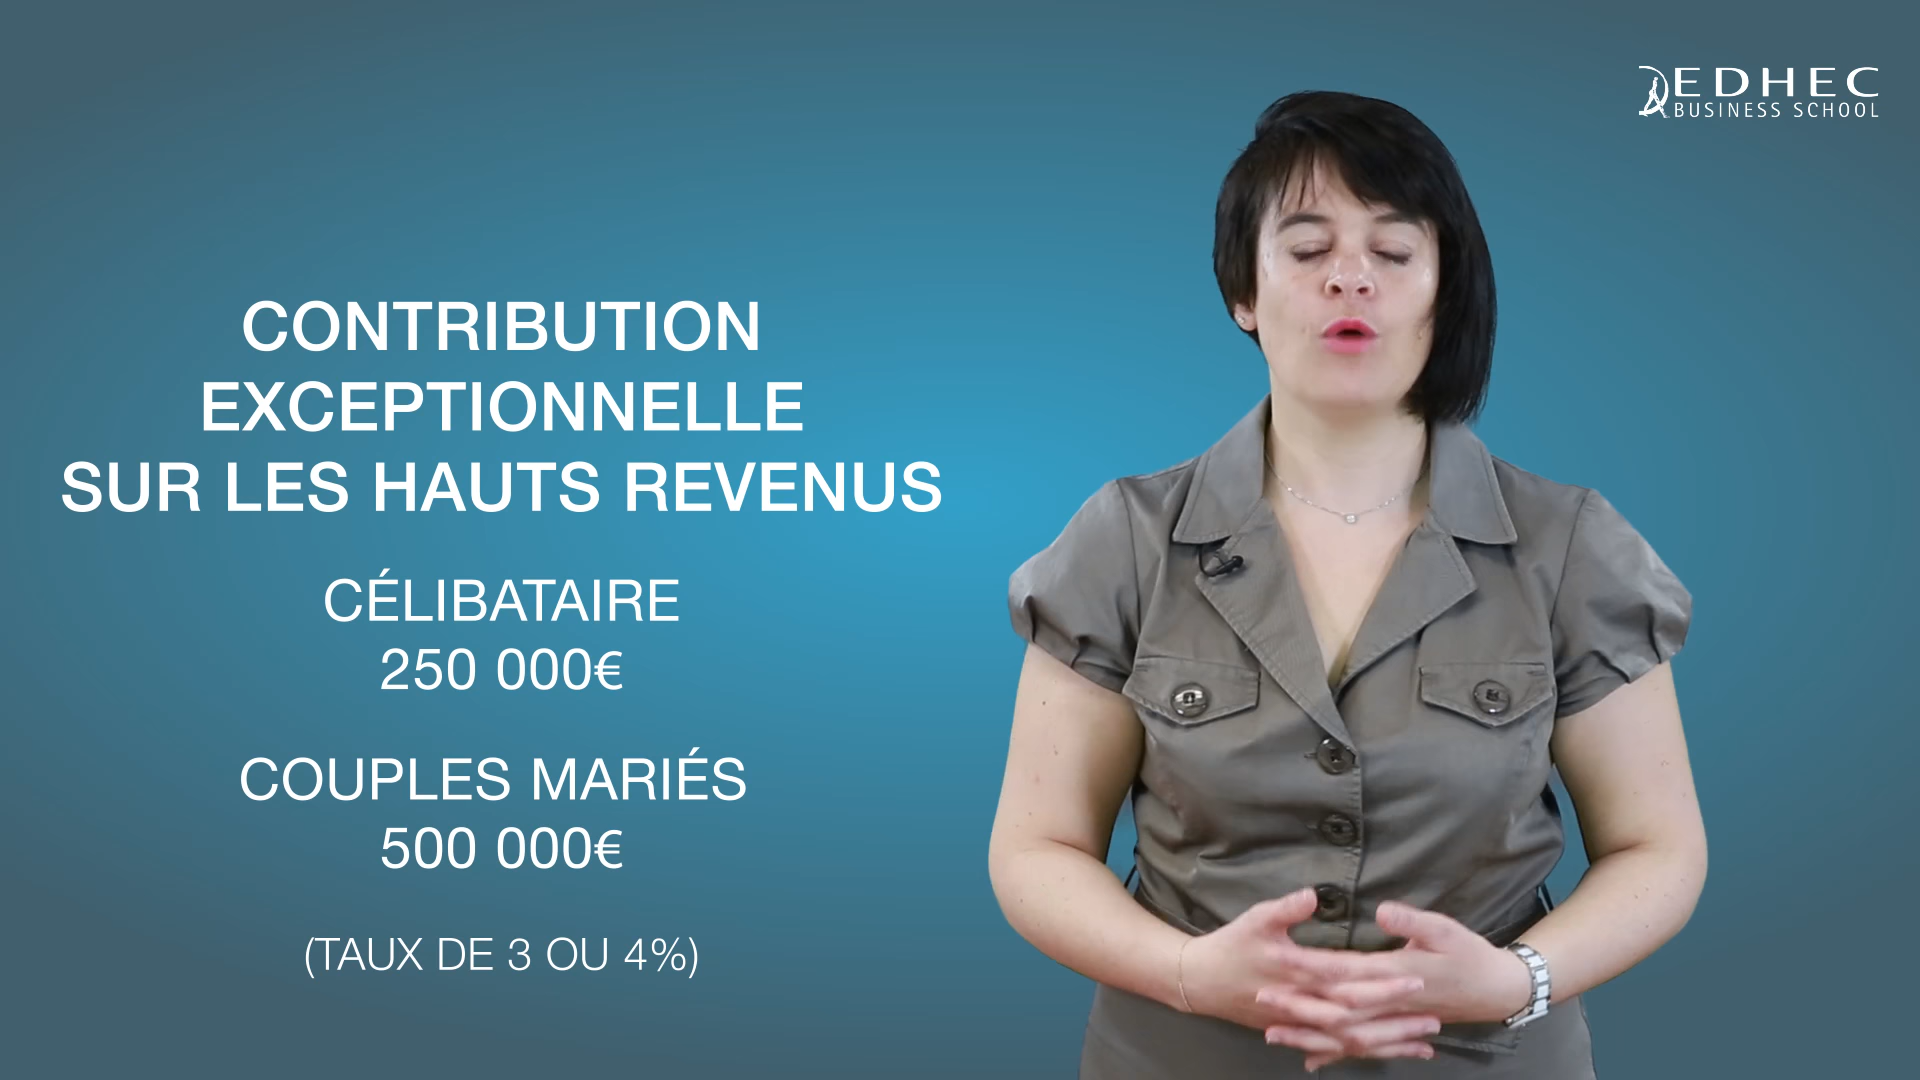 EDHEC
BUSINESS SCHOOL
CONTRIBUTION
EXCEPTIONNELLE
SUR LES HAUTS REVENUS
CÉLIBATAIRE
250 000€
COUPLES MARIÉS
500 000€
(TAUX DE 3 OU 4%)